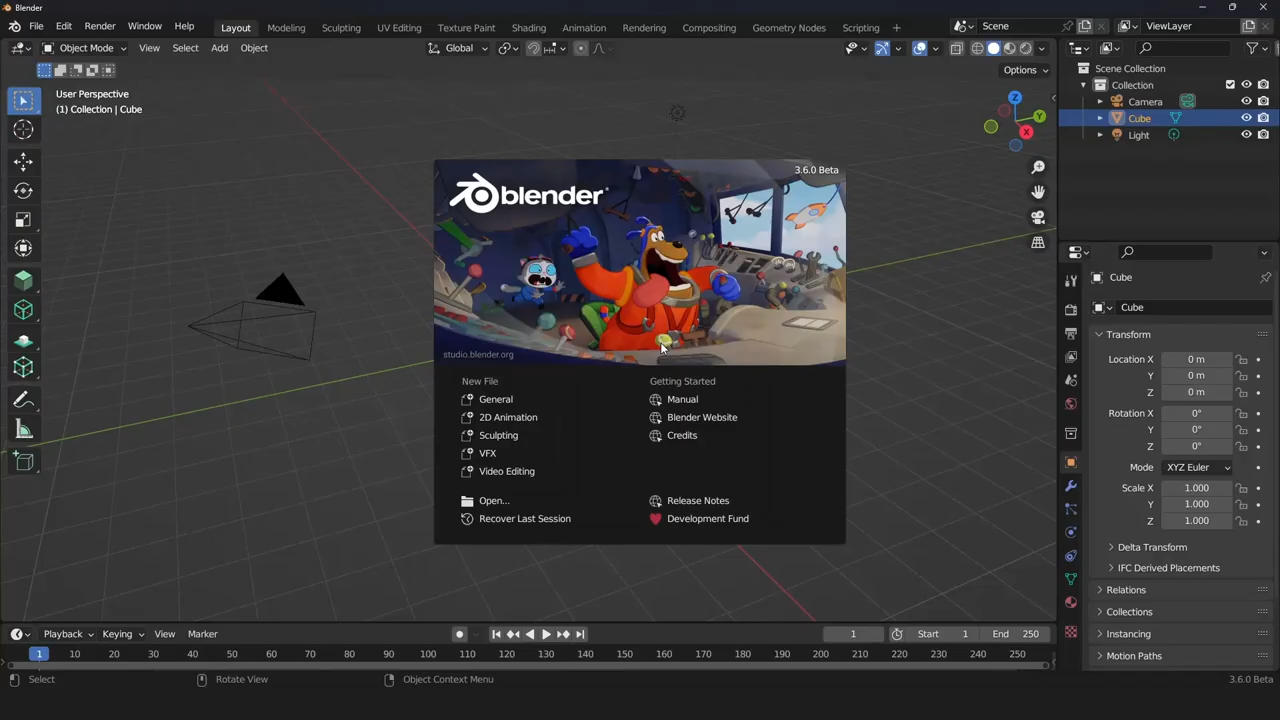 Blender
File Edit Render Window Help Layout Modeling Sculpting UV Editing Texture Paint Shading Animation Rendering Compositing Geometry Nodes Scripting + Scene ViewLayer
Object Mode View Select Add Object Global
Options
User Perspective
(1) Collection | Cube
Z
Y
X
Scene Collection
Collection
Camera
Cube
Light
3.6.0 Beta
blender
studio.blender.org
New File
General
2D Animation
Sculpting
VFX
Video Editing
Open...
Recover Last Session
Getting Started
Manual
Blender Website
Credits
Release Notes
Development Fund
Cube
Cube
Transform
Location X 0 m
Y 0 m
Z 0 m
Rotation X 0°
Y 0°
Z 0°
Mode XYZ Euler
Scale X 1.000
Y 1.000
Z 1.000
Delta Transform
IFC Derived Placements
Relations
Collections
Instancing
Motion Paths
Playback Keying View Marker 1 Start 1 End 250
1 10 20 30 40 50 60 70 80 90 100 110 120 130 140 150 160 170 180 190 200 210 220 230 240 250
Select Rotate View Object Context Menu 3.6.0 Beta